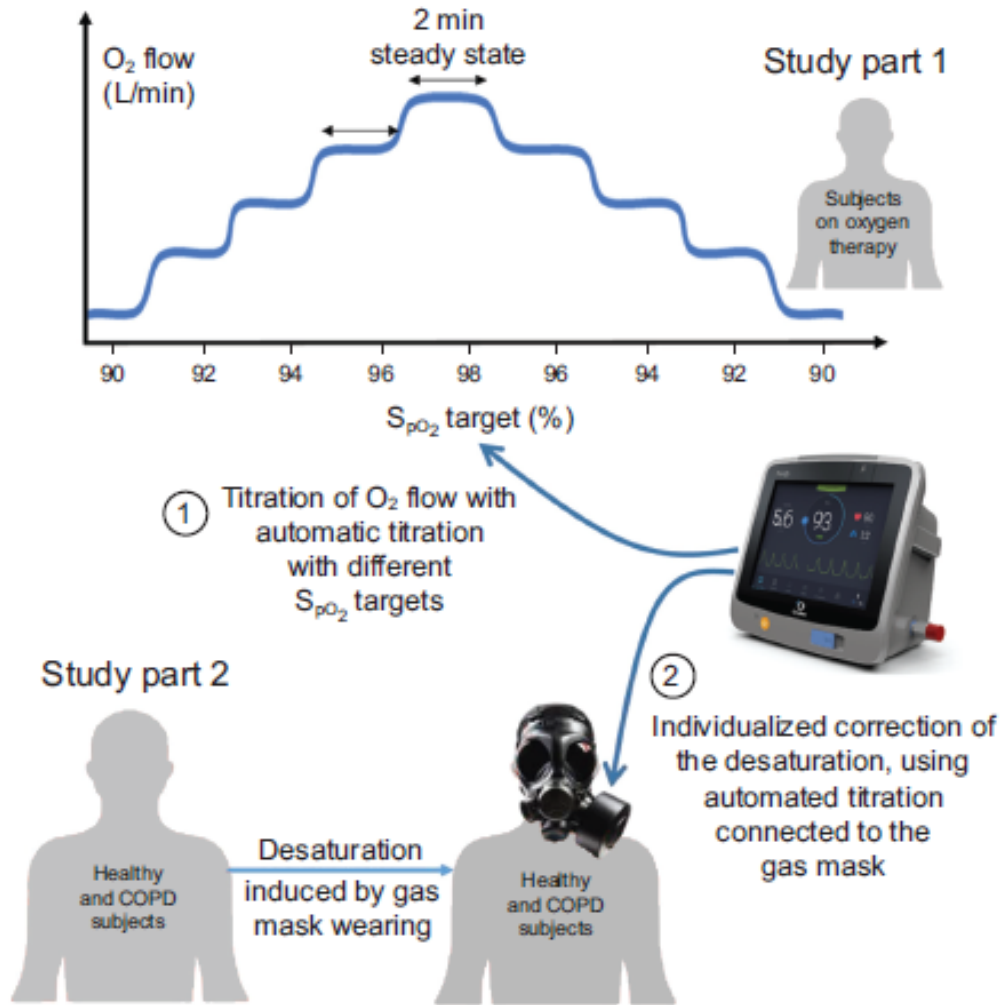 2 min
steady state
O₂ flow
(L/min)
Study part 1
Subjects
on oxygen
therapy
90 92 94 96 98 96 94 92 90
SpO₂ target (%)
1 Titration of O₂ flow with
automatic titration
with different
SpO₂ targets
5.6 93
Study part 2
2
Individualized correction of
the desaturation, using
automated titration
connected to the
gas mask
Healthy
and COPD
subjects
Desaturation
induced by gas
mask wearing
Healthy
and COPD
subjects